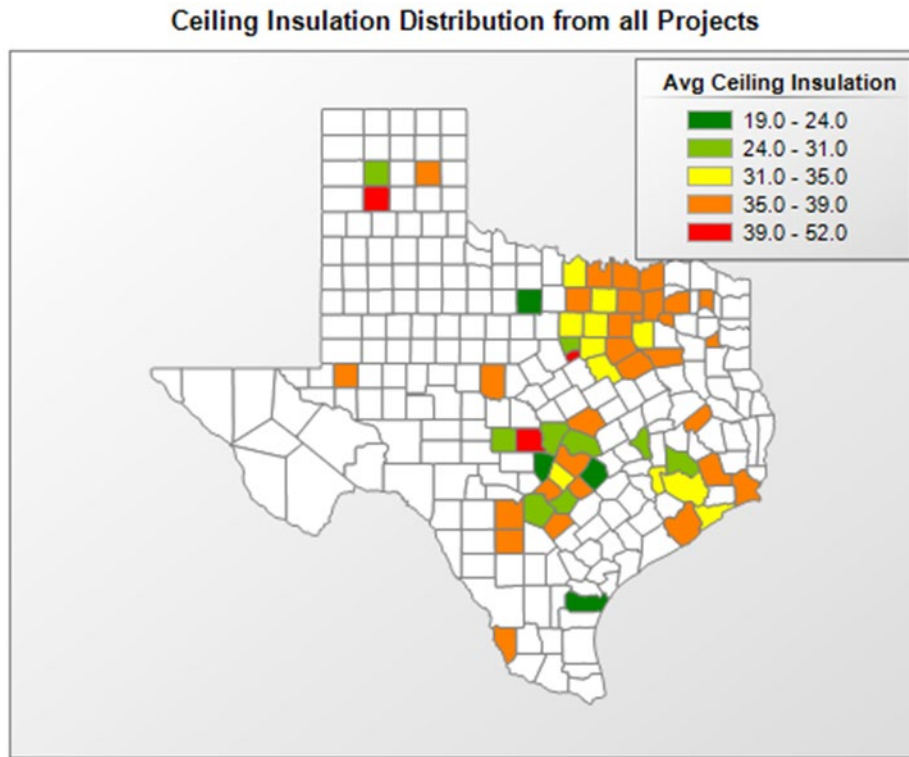 Ceiling Insulation Distribution from all Projects
Avg Ceiling Insulation
19.0 - 24.0
24.0 - 31.0
31.0 - 35.0
35.0 - 39.0
39.0 - 52.0